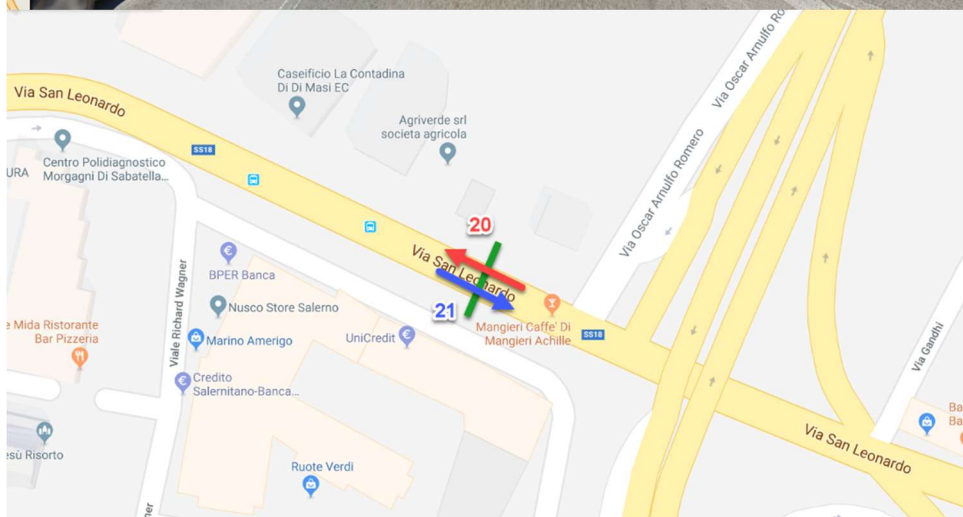 Via San Leonardo
Caseificio La Contadina
Di Di Masi EC
Agriverde srl
societa agricola
Via Oscar Arnulfo Ro
Via Oscar Arnulfo Romero
SS18
URA
Centro Polidiagnostico
Morgagni Di Sabatella...
20
Via San Leonardo
21
BPER Banca
Viale Richard Wagner
Nusco Store Salerno
Marino Amerigo
UniCredit
Mangieri Caffe' Di
Mangieri Achille
SS18
Via Gandhi
e Mida Ristorante
Bar Pizzeria
Credito
Salernitano-Banca...
Ba
Ba
Via San Leonardo
esù Risorto
Ruote Verdi
ner